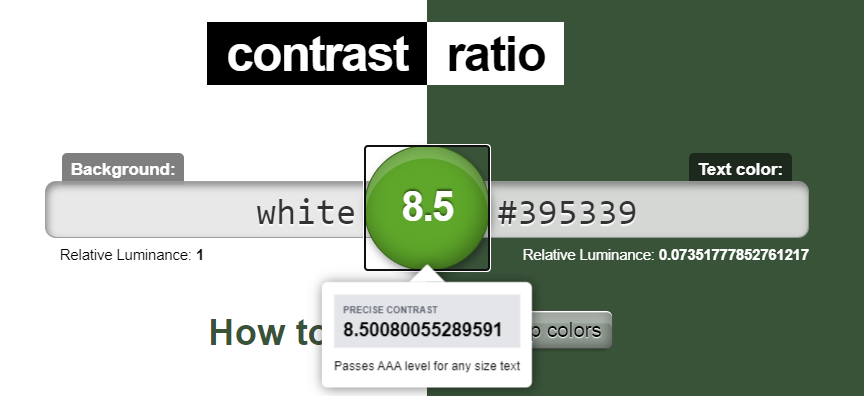 contrast ratio
Background:
Text color:
white
8.5
#395339
Relative Luminance: 1
Relative Luminance: 0.07351777852761217
PRECISE CONTRAST
8.50080055289591
Passes AAA level for any size text
How to
colors